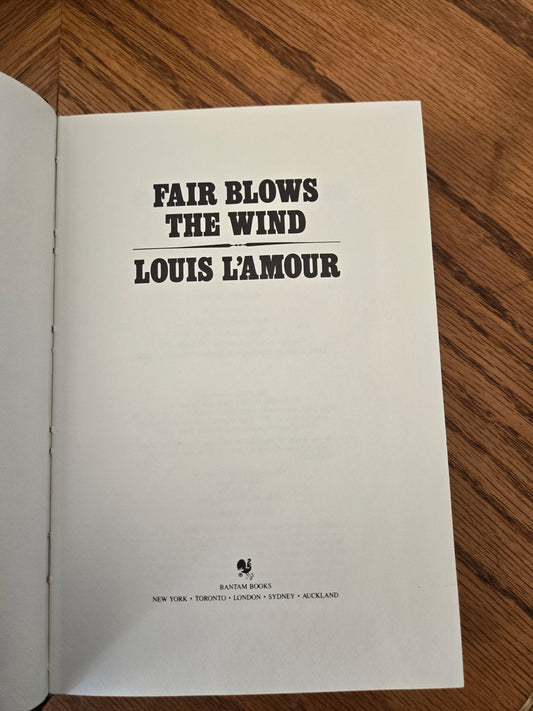 FAIR BLOWS
THE WIND
LOUIS L'AMOUR
BANTAM BOOKS
NEW YORK • TORONTO • LONDON • SYDNEY • AUCKLAND